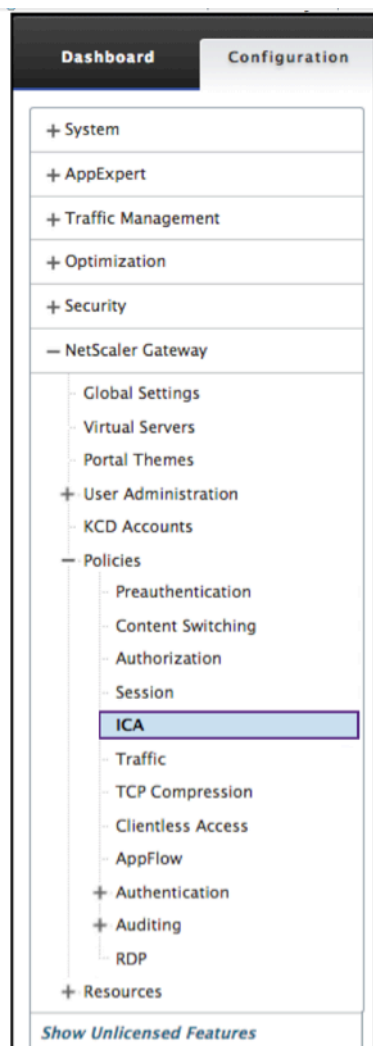 Dashboard Configuration
+ System
+ AppExpert
+ Traffic Management
+ Optimization
+ Security
− NetScaler Gateway
Global Settings
Virtual Servers
Portal Themes
+ User Administration
KCD Accounts
− Policies
Preauthentication
Content Switching
Authorization
Session
ICA
Traffic
TCP Compression
Clientless Access
AppFlow
+ Authentication
+ Auditing
RDP
+ Resources
Show Unlicensed Features